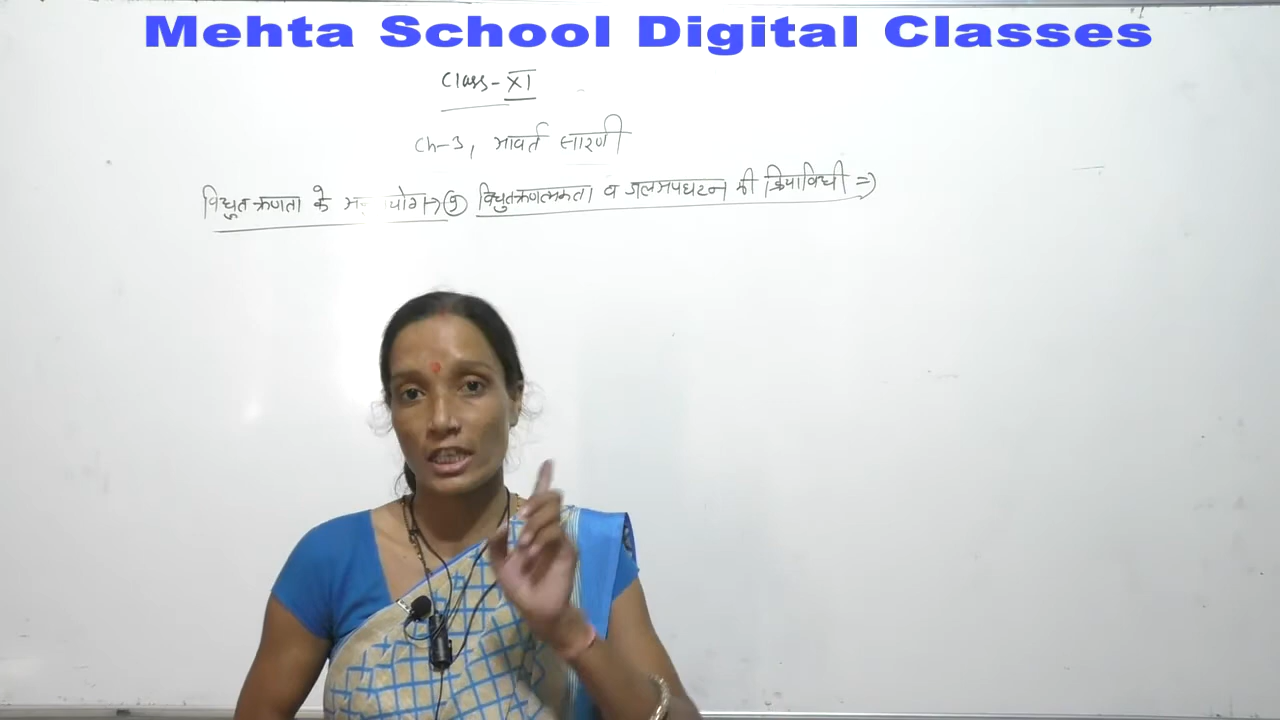 Mehta School Digital Classes
Class- XI
Ch-3, आवर्त सारणी
विधुतऋणता के →⑤ विधुतऋणात्मकता व जलअपघटन की क्रियाविधी ⇒